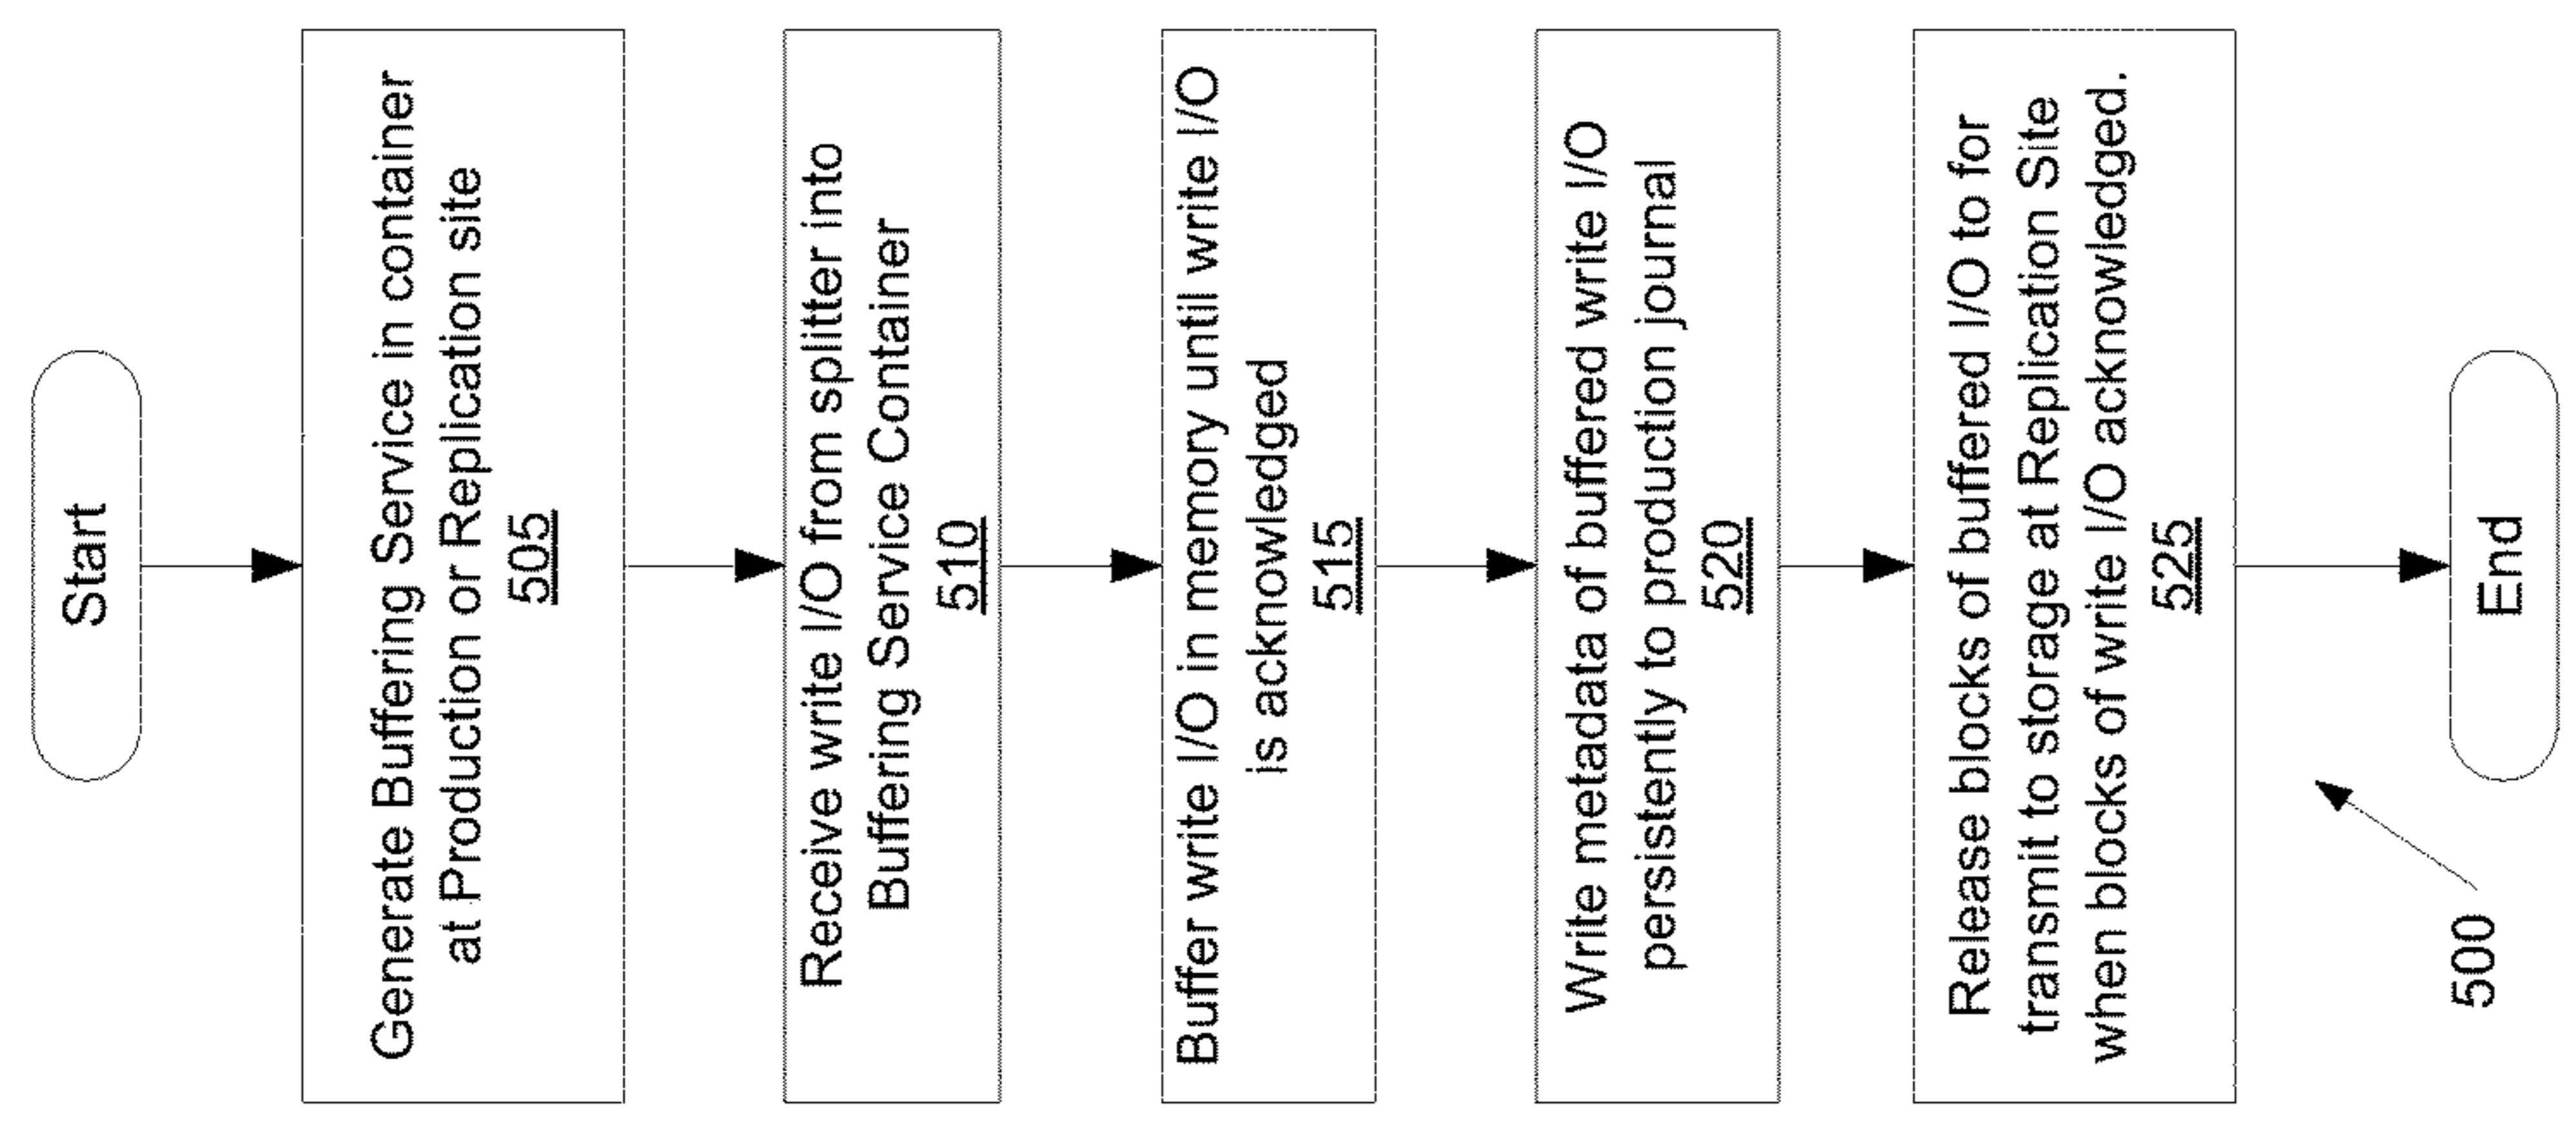 Start
Generate Buffering Service in container
at Production or Replication site
505
Receive write I/O from splitter into
Buffering Service Container
510
Buffer write I/O in memory until write I/O
is acknowledged
515
Write metadata of buffered write I/O
persistently to production journal
520
Release blocks of buffered I/O to for
transmit to storage at Replication Site
when blocks of write I/O acknowledged.
525
End
500